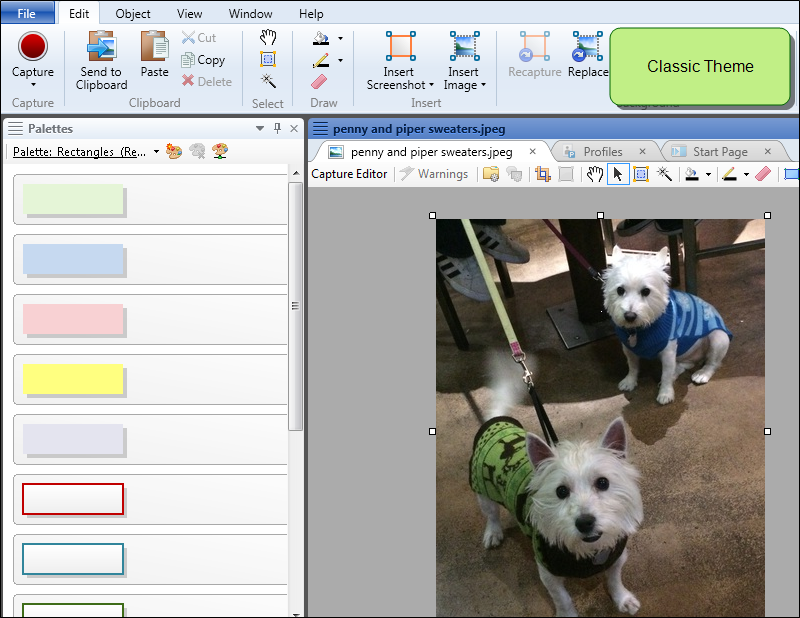 File Edit Object View Window Help
Capture
Send to
Clipboard
Paste
Cut
Copy
Delete
Insert
Screenshot
Insert
Image
Recapture
Replace
Classic Theme
Capture Clipboard Select Draw Insert
Palettes
Palette: Rectangles (Re...
penny and piper sweaters.jpeg
penny and piper sweaters.jpeg Profiles Start Page
Capture Editor Warnings